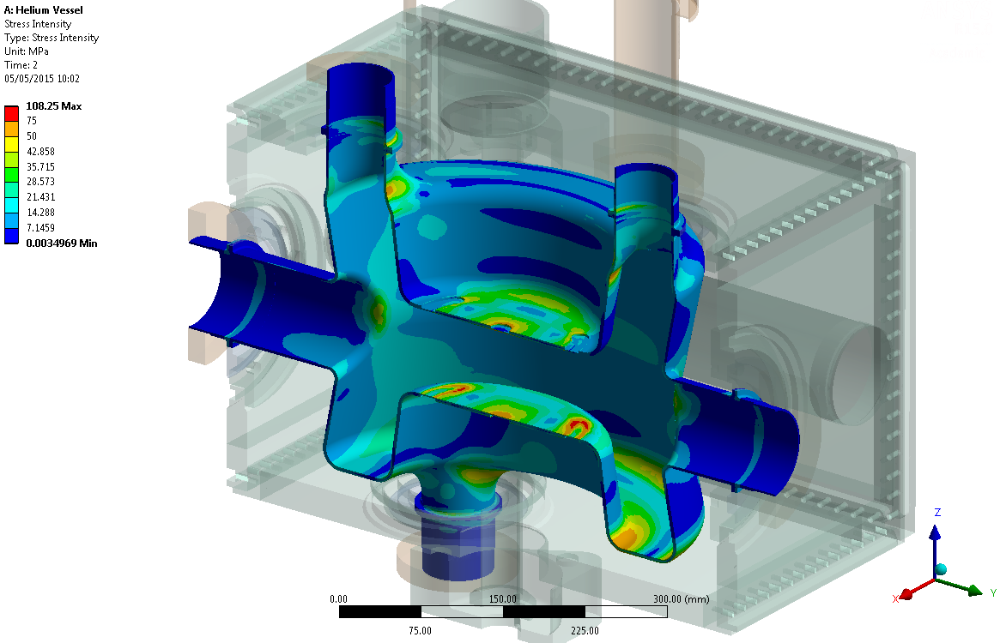 A: Helium Vessel
Stress Intensity
Type: Stress Intensity
Unit: MPa
Time: 2
05/05/2015 10:02
108.25 Max
75
50
42.858
35.715
28.573
21.431
14.288
7.1459
0.0034969 Min
0.00 150.00 300.00 (mm)
75.00 225.00
Z
X Y